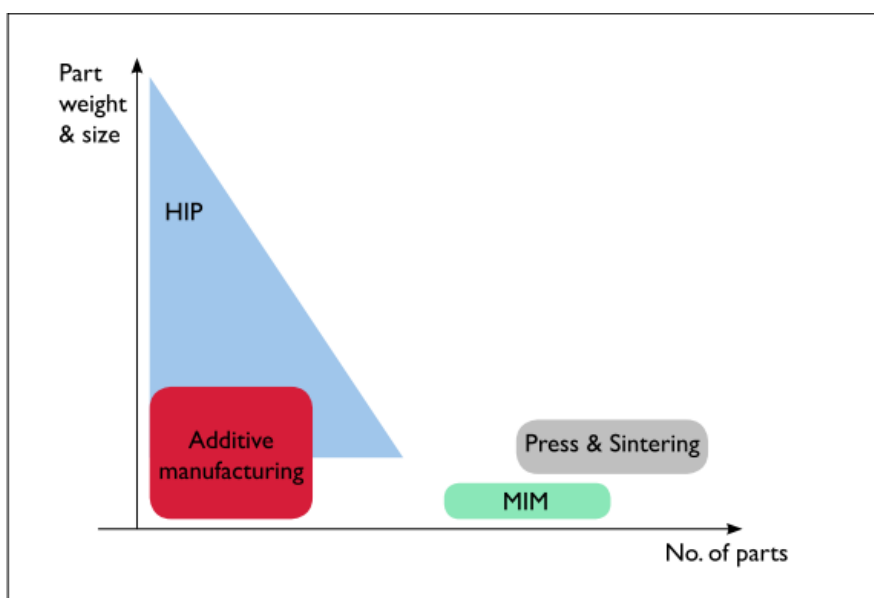 Part
weight
& size
HIP
Additive
manufacturing
Press & Sintering
MIM
No. of parts